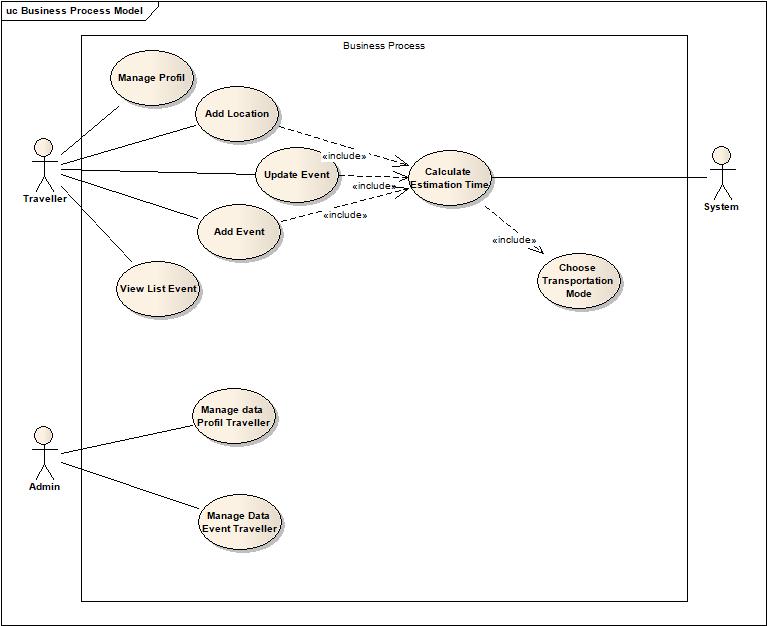 uc Business Process Model
Business Process
Manage Profil
Add Location
«include»
Update Event
«include»
Calculate
Estimation Time
Traveller
System
Add Event
«include»
«include»
View List Event
Choose
Transportation
Mode
Manage data
Profil Traveller
Admin
Manage Data
Event Traveller